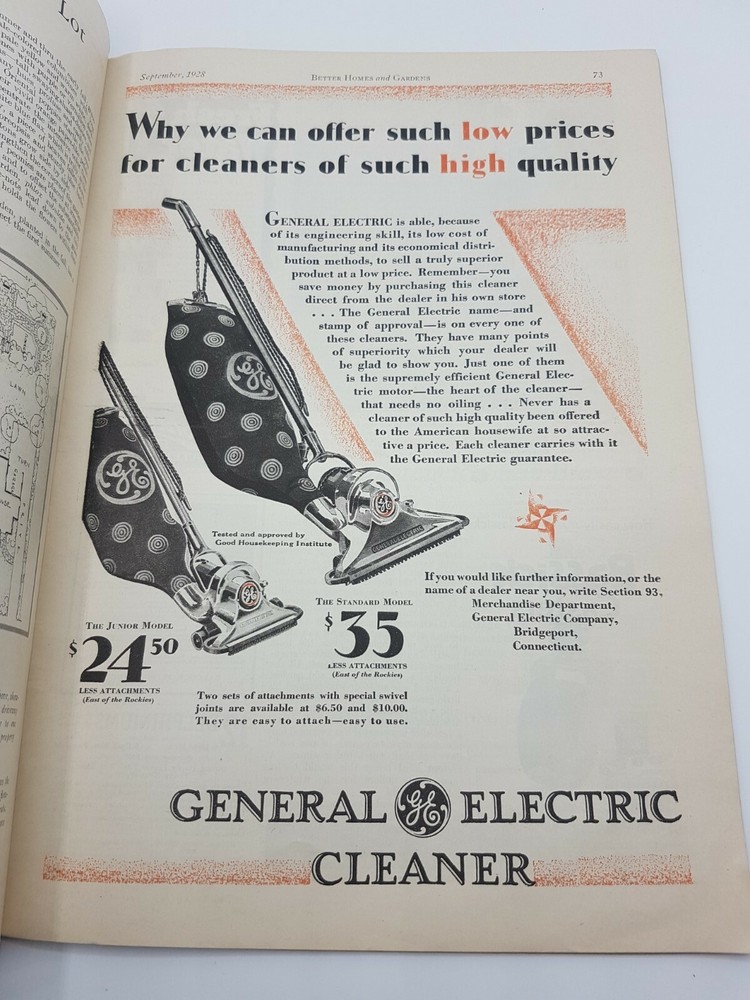 Lot
September, 1928
BETTER HOMES and GARDENS
73
Why we can offer such low prices
for cleaners of such high quality
GENERAL ELECTRIC is able, because
of its engineering skill, its low cost of
manufacturing and its economical distri-
bution methods, to sell a truly superior
product at a low price. Remember—you
save money by purchasing this cleaner
direct from the dealer in his own store
. . . The General Electric name—and
stamp of approval—is on every one of
these cleaners. They have many points
of superiority which your dealer will
be glad to show you. Just one of them
is the supremely efficient General Elec-
tric motor—the heart of the cleaner—
that needs no oiling . . . Never has a
cleaner of such high quality been offered
to the American housewife at so attrac-
tive a price. Each cleaner carries with it
the General Electric guarantee.
GE
GE
GE
GE
GENERAL ELECTRIC
Tested and approved by
Good Housekeeping Institute
If you would like further information, or the
name of a dealer near you, write Section 93,
Merchandise Department,
General Electric Company,
Bridgeport,
Connecticut.
THE JUNIOR MODEL
$24.50
LESS ATTACHMENTS
(East of the Rockies)
THE STANDARD MODEL
$35
LESS ATTACHMENTS
(East of the Rockies)
Two sets of attachments with special swivel
joints are available at $6.50 and $10.00.
They are easy to attach—easy to use.
GENERAL GE ELECTRIC
CLEANER
LAWN